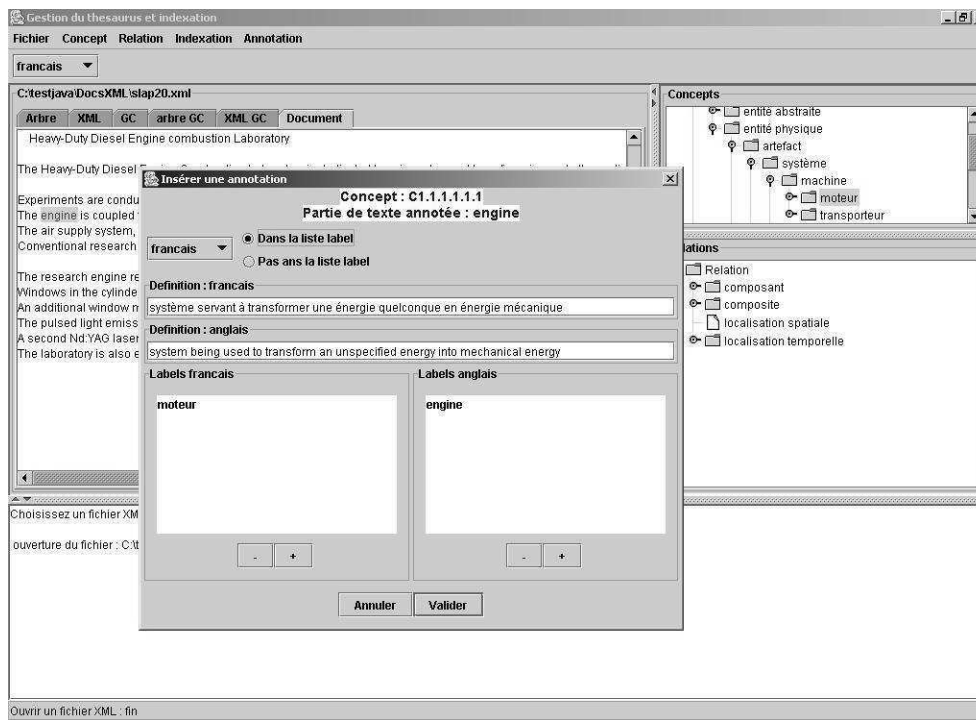 Gestion du thesaurus et indexation
Fichier Concept Relation Indexation Annotation
francais
C:\testjava\DocsXML\slap20.xml
Arbre XML GC arbre GC XML GC Document
Heavy-Duty Diesel Engine combustion Laboratory
The Heavy-Duty Diesel
Experiments are condu
The engine is coupled
The air supply system,
Conventional research
The research engine re
Windows in the cylinde
An additional window m
The pulsed light emiss
A second Nd:YAG laser
The laboratory is also e
Concepts
entité abstraite
entité physique
artefact
système
machine
moteur
transporteur
lations
Relation
composant
composite
localisation spatiale
localisation temporelle
Insérer une annotation
Concept : C1.1.1.1.1.1
Partie de texte annotée : engine
francais
Dans la liste label
Pas ans la liste label
Definition : francais
système servant à transformer une énergie quelconque en énergie mécanique
Definition : anglais
system being used to transform an unspecified energy into mechanical energy
Labels francais
moteur
- +
Labels anglais
engine
- +
Annuler Valider
Choisissez un fichier XM
ouverture du fichier : C:\t
Ouvrir un fichier XML : fin